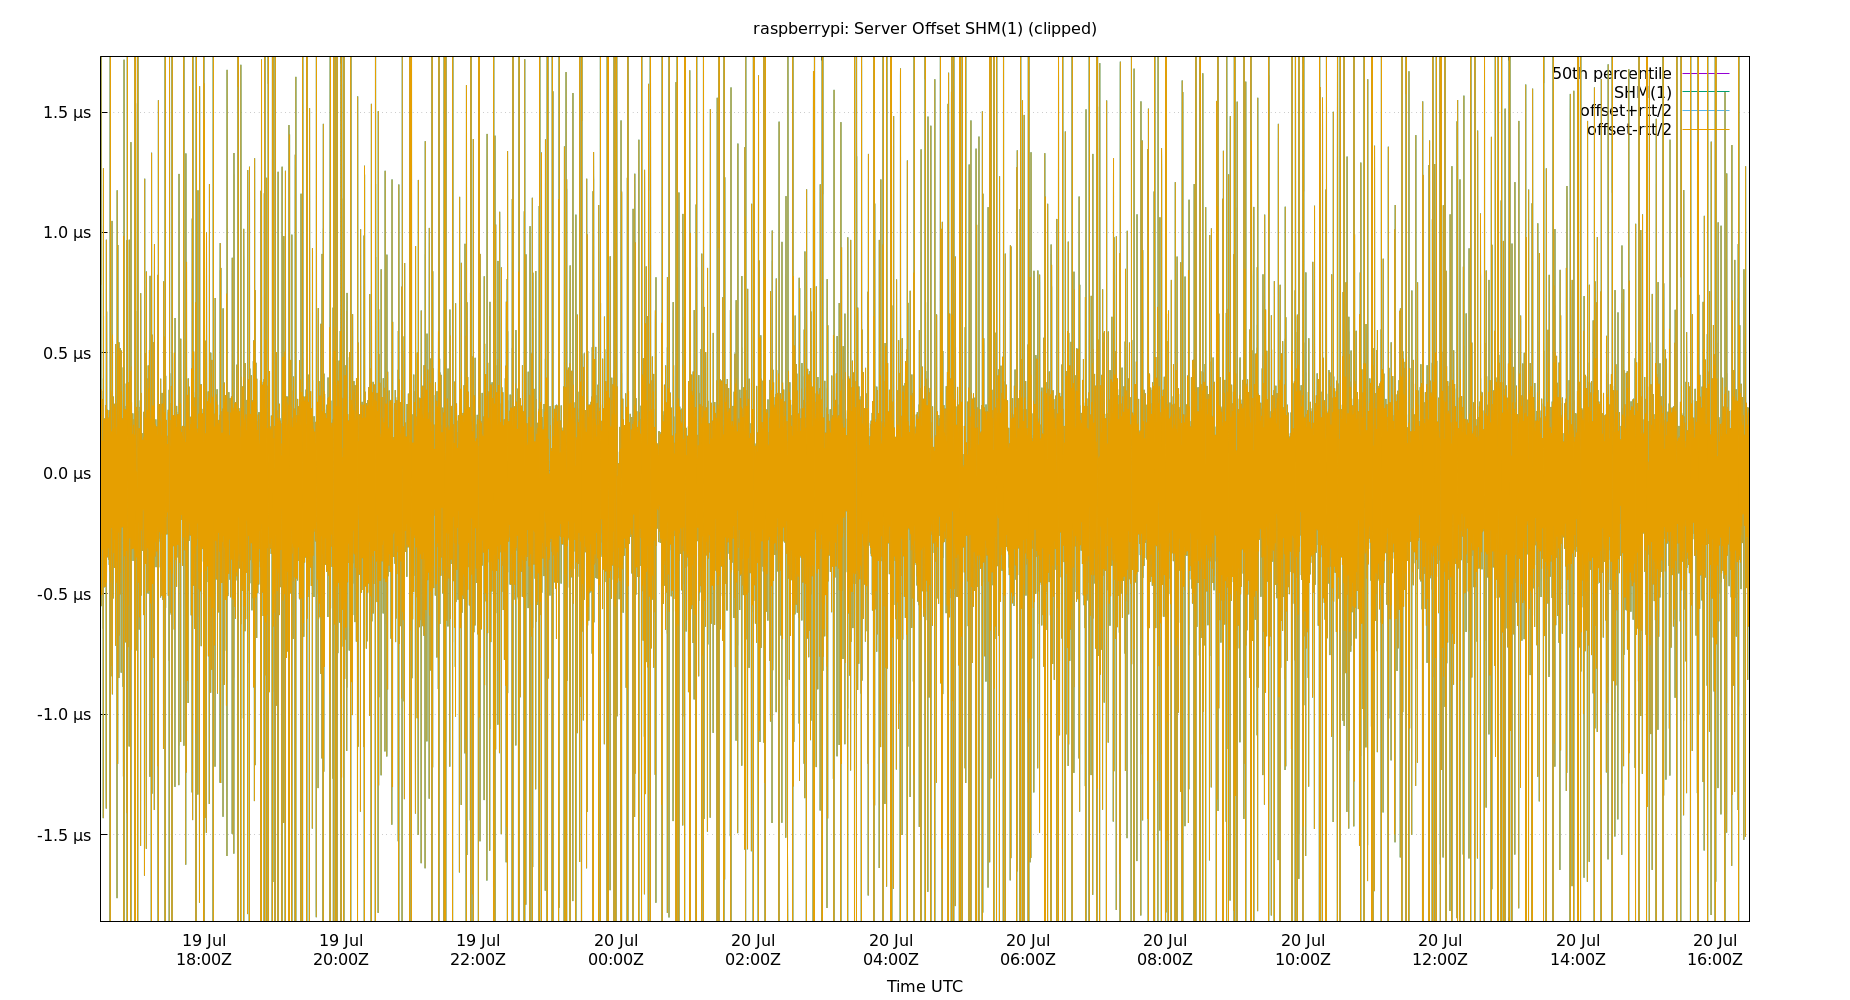 raspberrypi: Server Offset SHM(1) (clipped)
50th percentile
SHM(1)
offset+rtt/2
offset-rtt/2
1.5 µs
1.0 µs
0.5 µs
0.0 µs
-0.5 µs
-1.0 µs
-1.5 µs
19 Jul 19 Jul 19 Jul 20 Jul 20 Jul 20 Jul 20 Jul 20 Jul 20 Jul 20 Jul 20 Jul 20 Jul
18:00Z 20:00Z 22:00Z 00:00Z 02:00Z 04:00Z 06:00Z 08:00Z 10:00Z 12:00Z 14:00Z 16:00Z
Time UTC